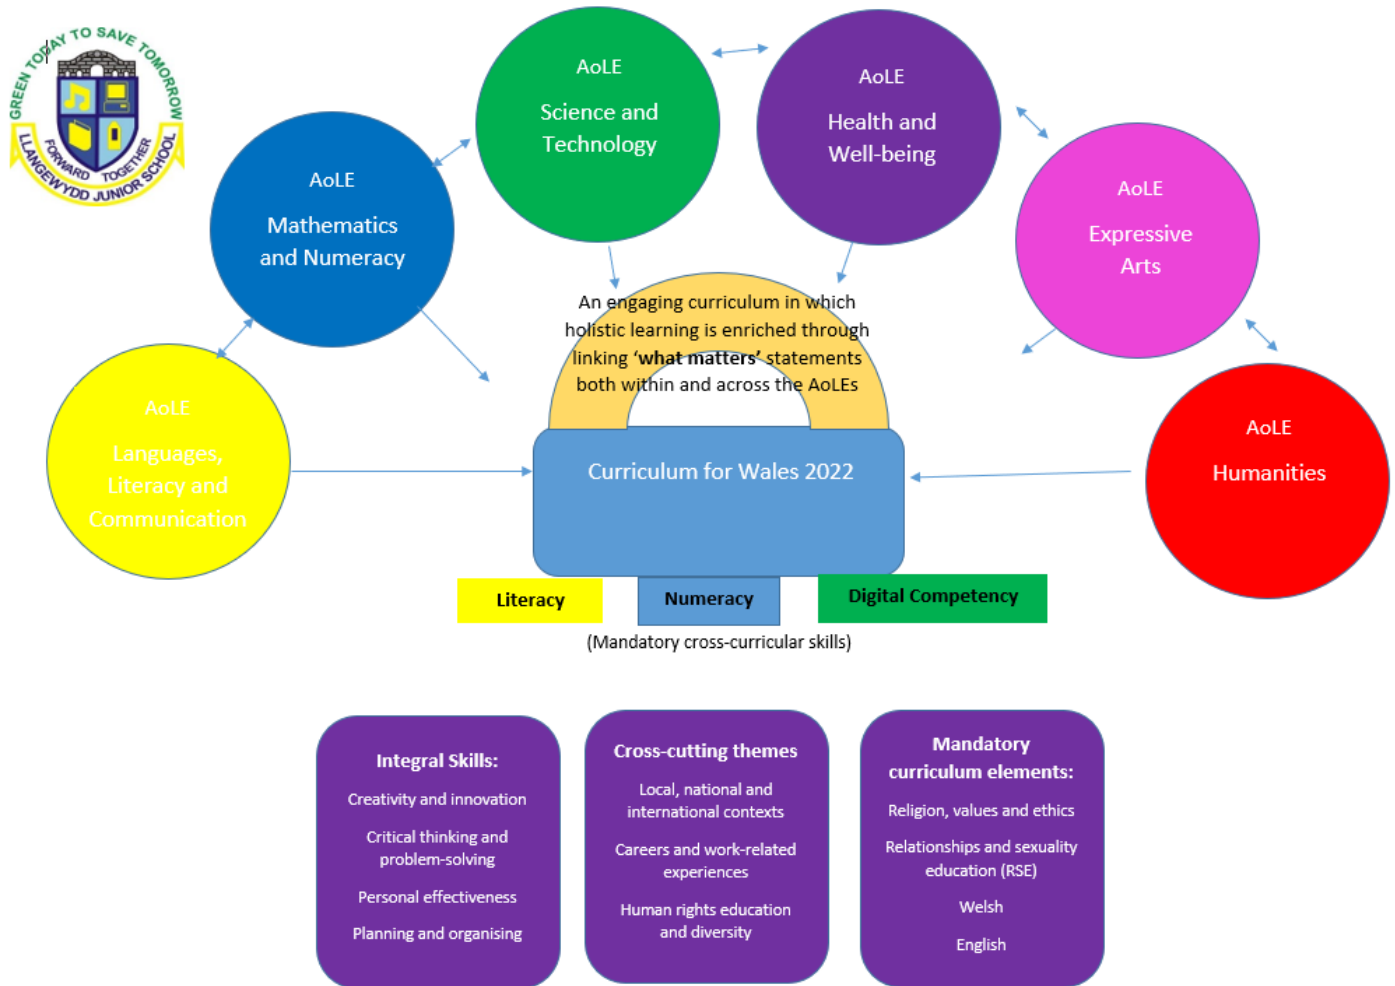 GREEN TODAY TO SAVE TOMORROW
FORWARD TOGETHER
LLANGEWYDD JUNIOR SCHOOL
AoLE
Languages,
Literacy and
Communication
AoLE
Mathematics
and Numeracy
AoLE
Science and
Technology
AoLE
Health and
Well-being
AoLE
Expressive
Arts
AoLE
Humanities
An engaging curriculum in which
holistic learning is enriched through
linking ‘what matters’ statements
both within and across the AoLEs
Curriculum for Wales 2022
Literacy
Numeracy
Digital Competency
(Mandatory cross-curricular skills)
Integral Skills:
Creativity and innovation
Critical thinking and
problem-solving
Personal effectiveness
Planning and organising
Cross-cutting themes
Local, national and
international contexts
Careers and work-related
experiences
Human rights education
and diversity
Mandatory
curriculum elements:
Religion, values and ethics
Relationships and sexuality
education (RSE)
Welsh
English